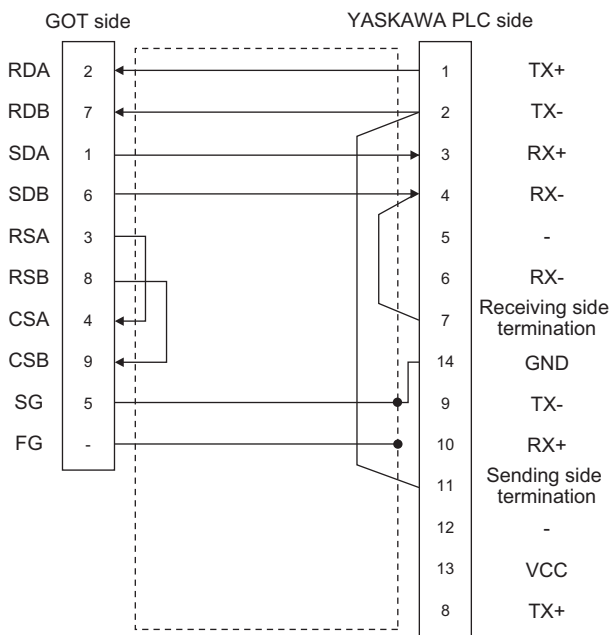 GOT side YASKAWA PLC side
RDA 2 1 TX+
RDB 7 2 TX-
SDA 1 3 RX+
SDB 6 4 RX-
RSA 3 5 -
RSB 8 6 RX-
CSA 4 7 Receiving side
termination
CSB 9 14 GND
SG 5 9 TX-
FG - 10 RX+
11 Sending side
termination
12 -
13 VCC
8 TX+